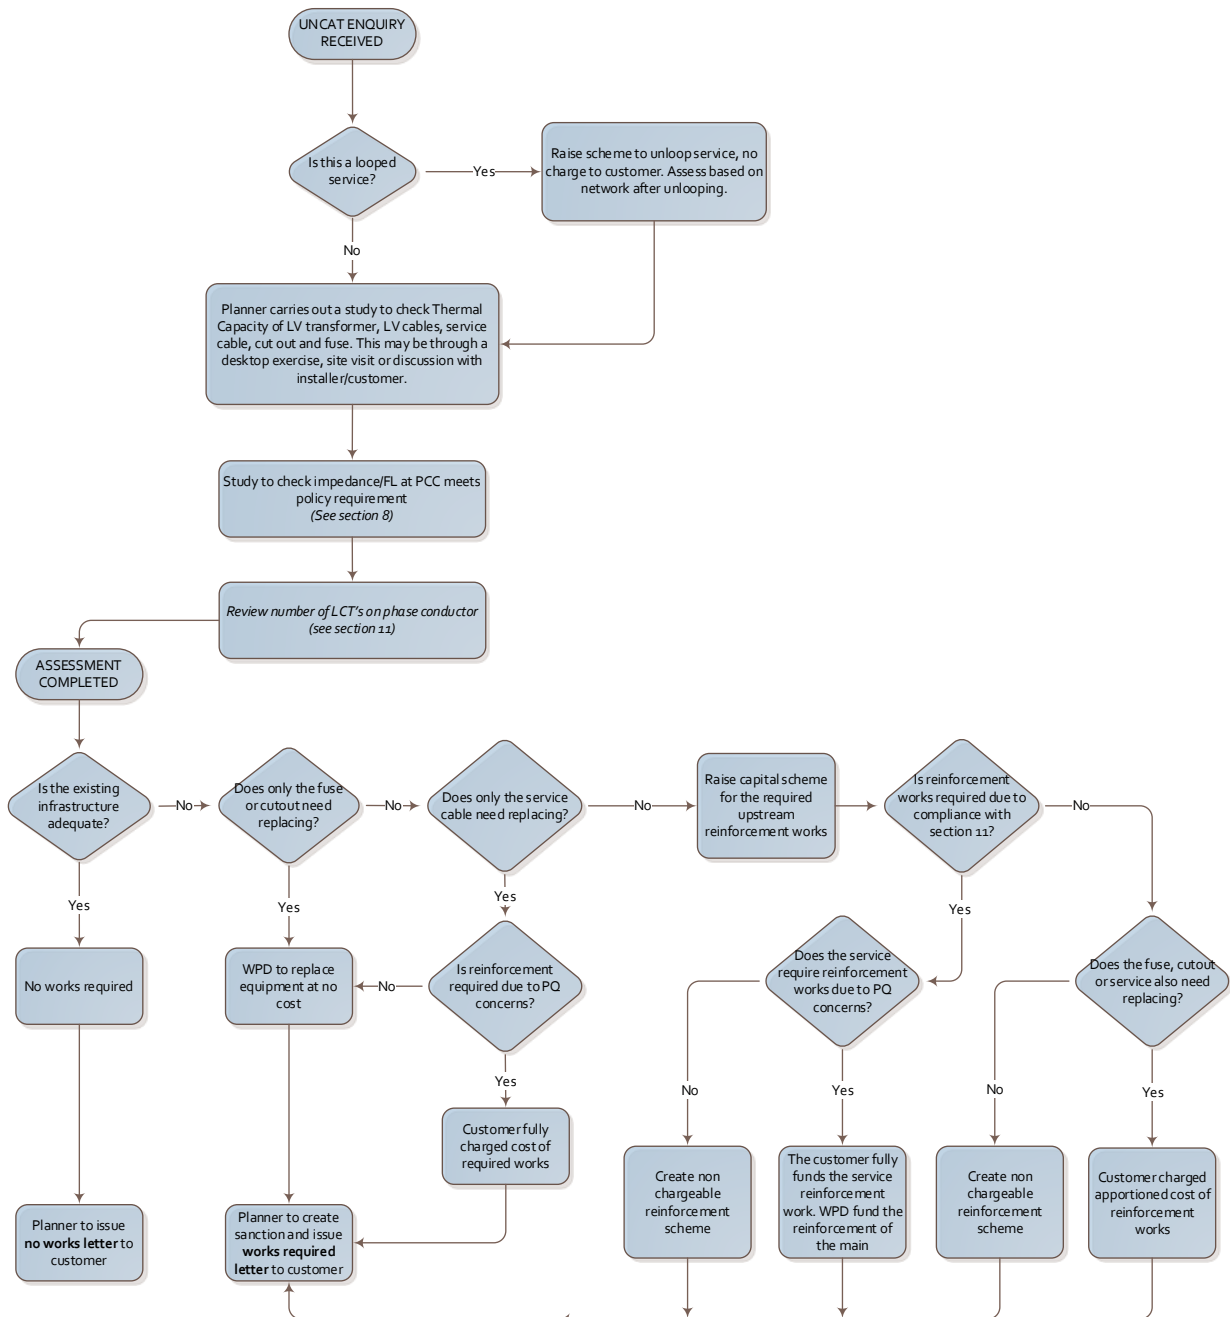 UNCAT ENQUIRY
RECEIVED
Is this a looped
service?
Yes
Raise scheme to unloop service, no
charge to customer. Assess based on
network after unlooping.
No
Planner carries out a study to check Thermal
Capacity of LV transformer, LV cables, service
cable, cut out and fuse. This may be through a
desktop exercise, site visit or discussion with
installer/customer.
Study to check impedance/FL at PCC meets
policy requirement
(See section 8)
Review number of LCT's on phase conductor
(see section 11)
ASSESSMENT
COMPLETED
Is the existing
infrastructure
adequate?
No
Does only the fuse
or cutout need
replacing?
No
Does only the service
cable need replacing?
No
Raise capital scheme
for the required
upstream
reinforcement works
Is reinforcement
works required due to
compliance with
section 11?
No
Yes
Yes
Yes
Yes
No works required
WPD to replace
equipment at no
cost
No
Is reinforcement
required due to PQ
concerns?
Does the service
require reinforcement
works due to PQ
concerns?
Does the fuse, cutout
or service also need
replacing?
Yes
No
Yes
No
Yes
Customer fully
charged cost of
required works
Create non
chargeable
reinforcement
scheme
The customer fully
funds the service
reinforcement
work. WPD fund the
reinforcement of
the main
Create non
chargeable
reinforcement
scheme
Customer charged
apportioned cost of
reinforcement
works
Planner to issue
no works letter to
customer
Planner to create
sanction and issue
works required
letter to customer